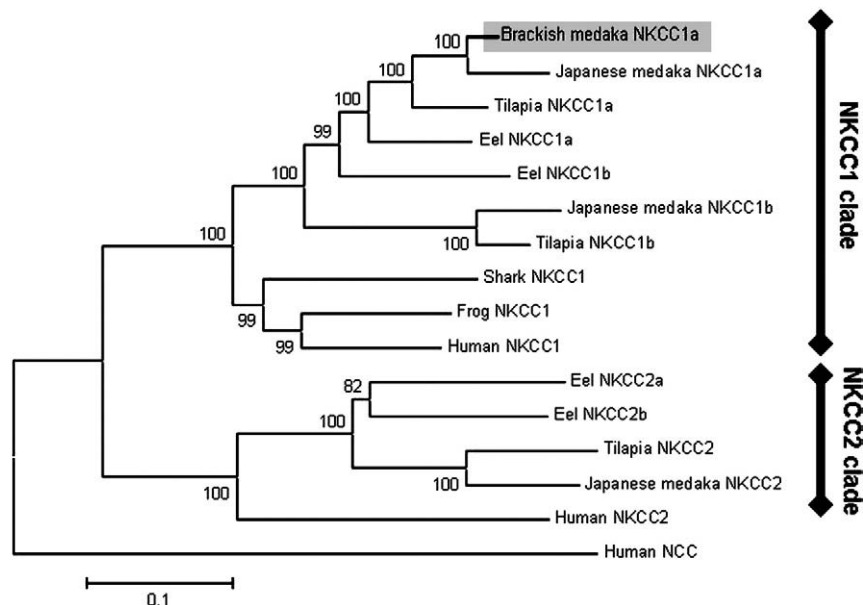 100
Brackish medaka NKCC1a
100
Japanese medaka NKCC1a
100
Tilapia NKCC1a
99
Eel NKCC1a
100
Eel NKCC1b
Japanese medaka NKCC1b
100
Tilapia NKCC1b
100
Shark NKCC1
99
Frog NKCC1
99
Human NKCC1
NKCC1 clade
82
Eel NKCC2a
100
Eel NKCC2b
Tilapia NKCC2
100
Japanese medaka NKCC2
100
Human NKCC2
NKCC2 clade
Human NCC
0.1